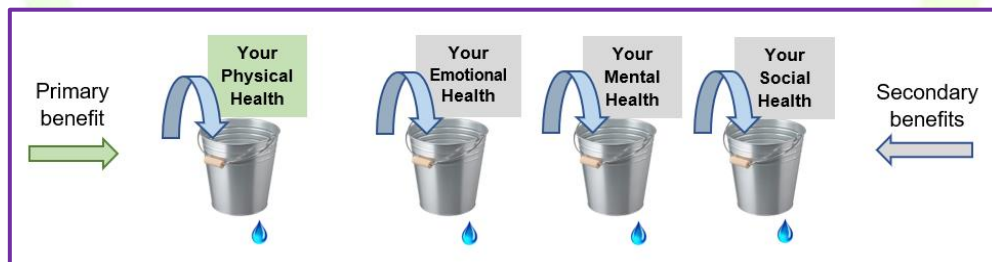 Primary
benefit
Your
Physical
Health
Your
Emotional
Health
Your
Mental
Health
Your
Social
Health
Secondary
benefits